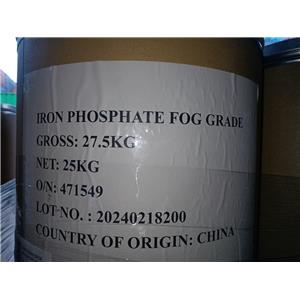 IRON PHOSPHATE FOG GRADE
GROSS: 27.5KG
NET: 25KG
O/N: 471549
LOT NO. : 20240218200
COUNTRY OF ORIGIN: CHINA